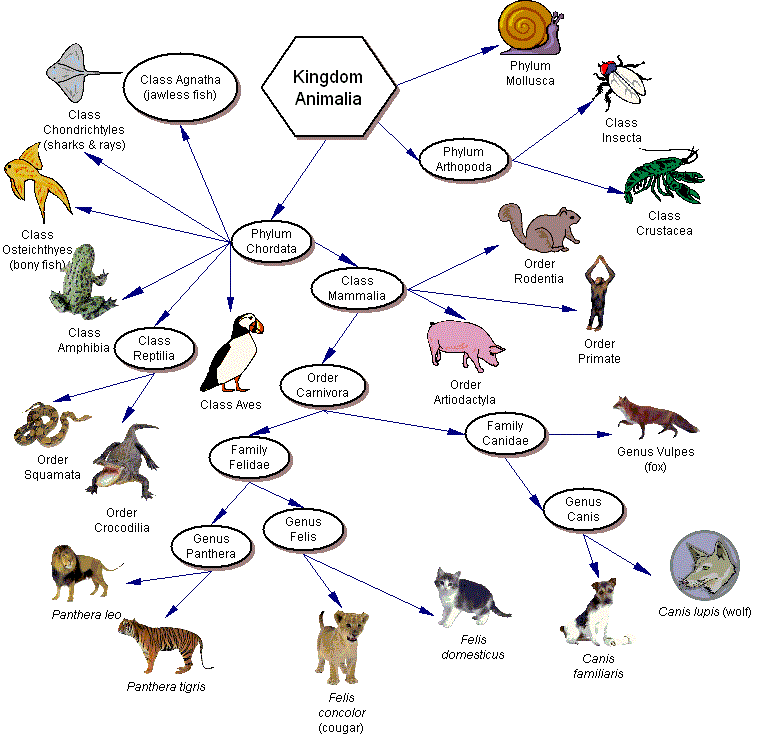 Kingdom
Animalia
Class Agnatha
(jawless fish)
Phylum
Mollusca
Class
Chondrichtyles
(sharks & rays)
Phylum
Arthopoda
Class
Insecta
Class
Crustacea
Class
Osteichthyes
(bony fish)
Phylum
Chordata
Class
Mammalia
Order
Rodentia
Class
Amphibia
Class
Reptilia
Class Aves
Order
Primate
Order
Artiodactyla
Order
Carnivora
Order
Squamata
Order
Crocodilia
Family
Felidae
Family
Canidae
Genus Vulpes
(fox)
Genus
Panthera
Genus
Felis
Genus
Canis
Panthera leo
Panthera tigris
Felis
concolor
(cougar)
Felis
domesticus
Canis
familiaris
Canis lupis (wolf)